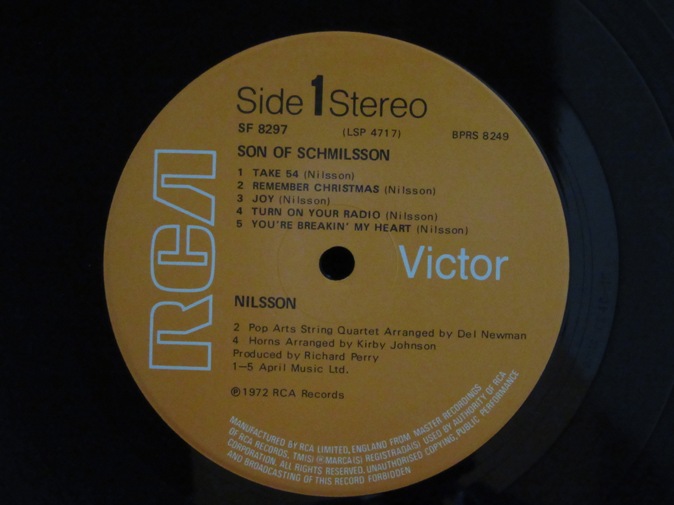 Side 1 Stereo
SF 8297 (LSP 4717) BPRS 8249
SON OF SCHMILSSON
1 TAKE 54 (Nilsson)
2 REMEMBER CHRISTMAS (Nilsson)
3 JOY (Nilsson)
4 TURN ON YOUR RADIO (Nilsson)
5 YOU'RE BREAKIN' MY HEART (Nilsson)
RCA
Victor
NILSSON
2 Pop Arts String Quartet Arranged by Del Newman
4 Horns Arranged by Kirby Johnson
Produced by Richard Perry
1–5 April Music Ltd.
℗1972 RCA Records
MANUFACTURED BY RCA LIMITED, ENGLAND FROM MASTER RECORDINGS
OF RCA RECORDS. TM(S) ® MARCA(S) REGISTRADA(S) USED BY AUTHORITY OF RCA
CORPORATION. ALL RIGHTS RESERVED. UNAUTHORISED COPYING, PUBLIC PERFORMANCE
AND BROADCASTING OF THIS RECORD FORBIDDEN